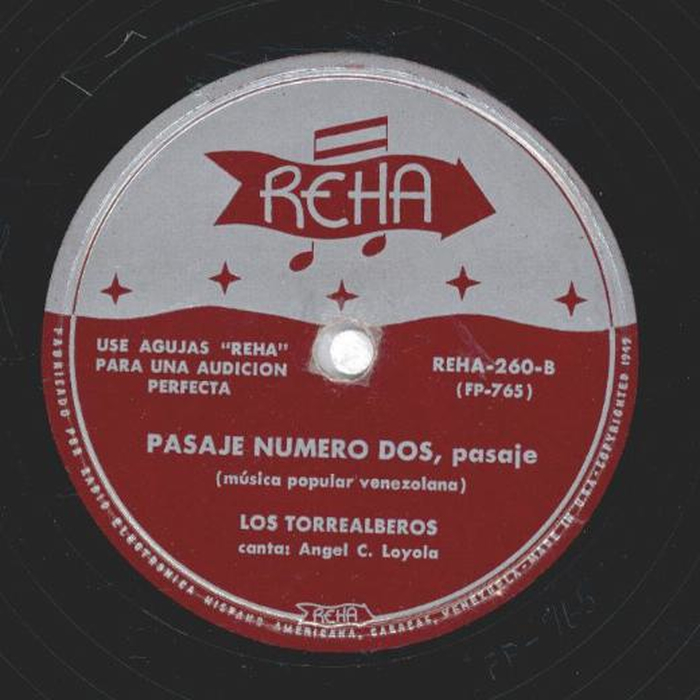 REHA
USE AGUJAS "REHA"
PARA UNA AUDICION
PERFECTA
REHA-260-B
(FP-765)
PASAJE NUMERO DOS, pasaje
(música popular venezolana)
LOS TORREALBEROS
canta: Angel C. Loyola
REHA
FABRICADO POR RADIO ELECTRONICA HISPANO AMERICANA, CARACAS, VENEZUELA - MADE IN U.S.A. - COPYRIGHTED 1949